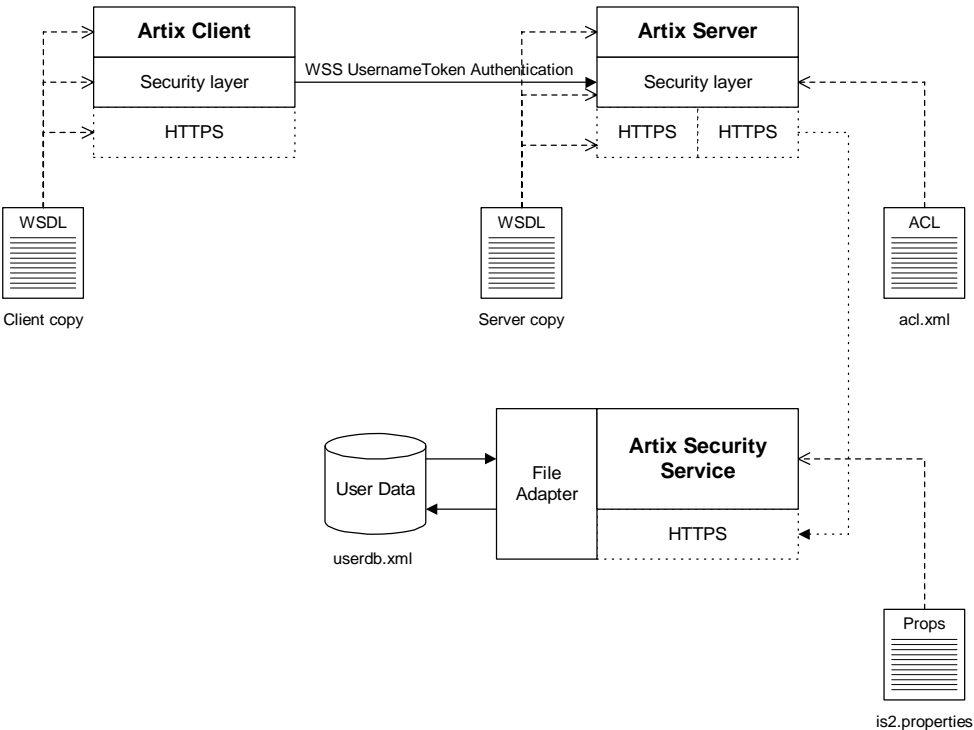 Artix Client
Artix Server
Security layer
WSS UsernameToken Authentication
Security layer
HTTPS
HTTPS
HTTPS
WSDL
WSDL
ACL
Client copy
Server copy
acl.xml
Artix Security
Service
User Data
File
Adapter
HTTPS
userdb.xml
Props
is2.properties